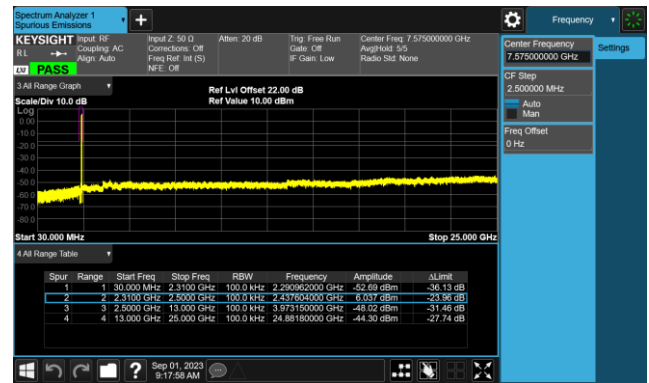 Spectrum Analyzer 1
Spurious Emissions
Frequency
KEYSIGHT Input: RF Input Z: 50 Ω Atten: 20 dB Trig: Free Run Center Freq: 7.575000000 GHz
RL Coupling: AC Corrections: Off Gate: Off Avg|Hold: 5/5
Align: Auto Freq Ref: Int (S) IF Gain: Low Radio Std: None
LXI PASS NFE: Off
Center Frequency
7.575000000 GHz
Settings
CF Step
2.500000 MHz
Auto
Man
Freq Offset
0 Hz
3 All Range Graph
Ref Lvl Offset 22.00 dB
Scale/Div 10.0 dB Ref Value 10.00 dBm
Log
0.00
-10.0
-20.0
-30.0
-40.0
-50.0
-60.0
-70.0
-80.0
Start 30.000 MHz Stop 25.000 GHz
4 All Range Table
Spur Range Start Freq Stop Freq RBW Frequency Amplitude ΔLimit
1 1 30.000 MHz 2.3100 GHz 100.0 kHz 2.290962000 GHz -52.69 dBm -36.13 dB
2 2 2.3100 GHz 2.5000 GHz 100.0 kHz 2.437604000 GHz 6.037 dBm -23.96 dB
3 3 2.5000 GHz 13.000 GHz 100.0 kHz 3.973150000 GHz -48.02 dBm -31.46 dB
4 4 13.000 GHz 25.000 GHz 100.0 kHz 24.88180000 GHz -44.30 dBm -27.74 dB
Sep 01, 2023
9:17:58 AM